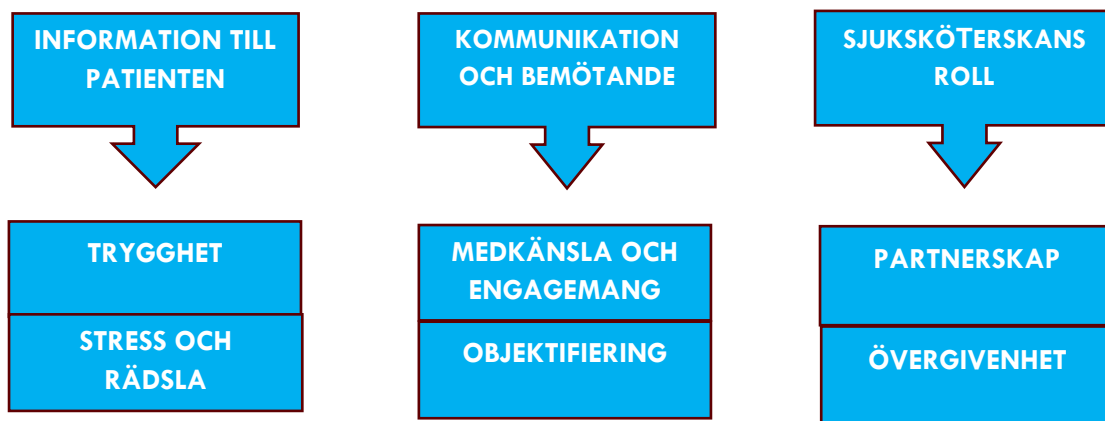 INFORMATION TILL
PATIENTEN
TRYGGHET
STRESS OCH
RÄDSLA
KOMMUNIKATION
OCH BEMÖTANDE
MEDKÄNSLA OCH
ENGAGEMANG
OBJEKTIFIERING
SJUKSKÖTERSKANS
ROLL
PARTNERSKAP
ÖVERGIVENHET